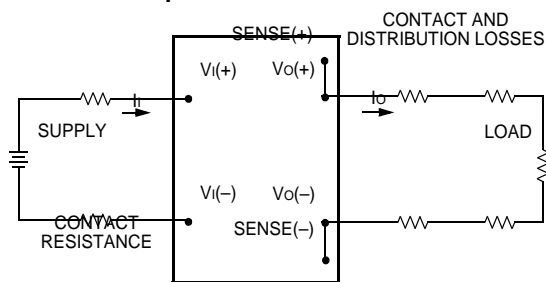 CONTACT AND
DISTRIBUTION LOSSES
SENSE(+)
VI(+)
VO(+)
II
IO
SUPPLY
LOAD
VI(–)
VO(–)
CONTACT
RESISTANCE
SENSE(–)